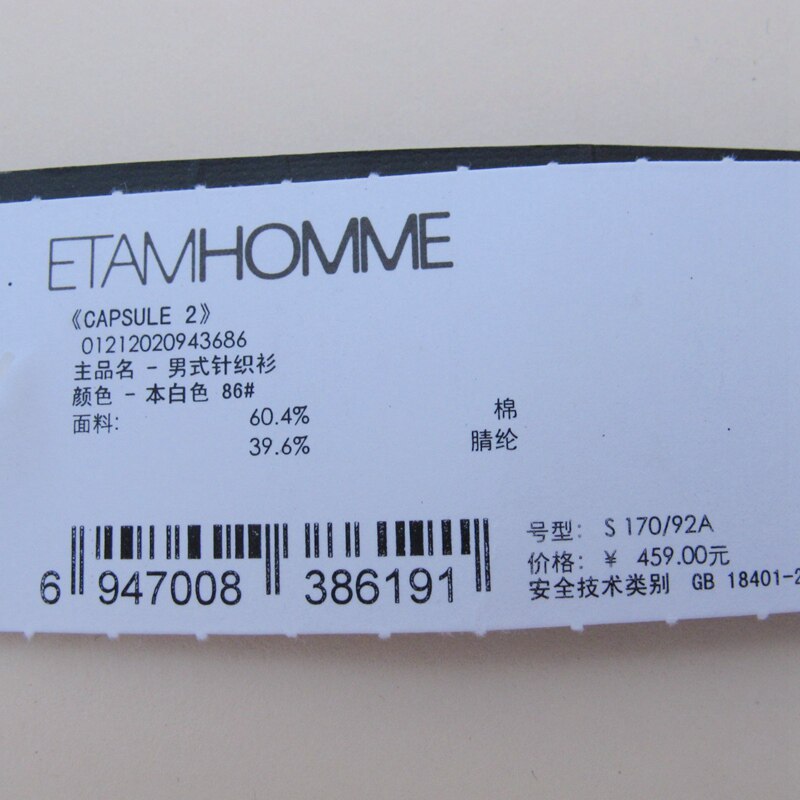 ETAMHOMME
《CAPSULE 2》
01212020943686
主品名 - 男式针织衫
颜色 - 本白色 86#
面料: 60.4% 棉
39.6% 腈纶
号型: S 170/92A
价格: ¥ 459.00元
安全技术类别 GB 18401-2
6 947008 386191